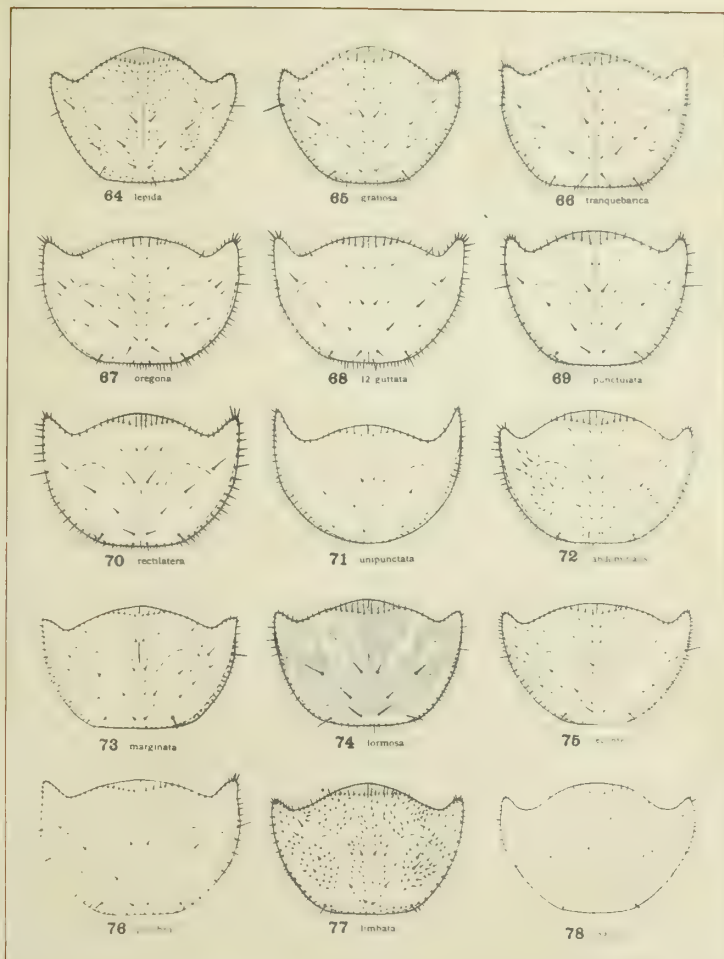 64 lepida
65 gratiosa
66 tranquebarica
67 oregona
68 12 guttata
69 punctulata
70 rectilatera
71 unipunctata
72
73 marginata
74 formosa
75
76
77 limbata
78